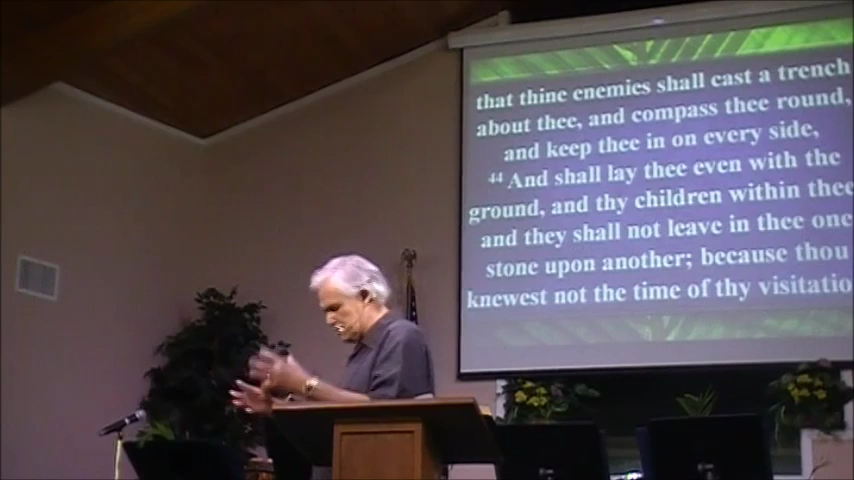 that thine enemies shall cast a trench
about thee, and compass thee round,
and keep thee in on every side,
44 And shall lay thee even with the
ground, and thy children within thee
and they shall not leave in thee one
stone upon another; because thou
knewest not the time of thy visitatio